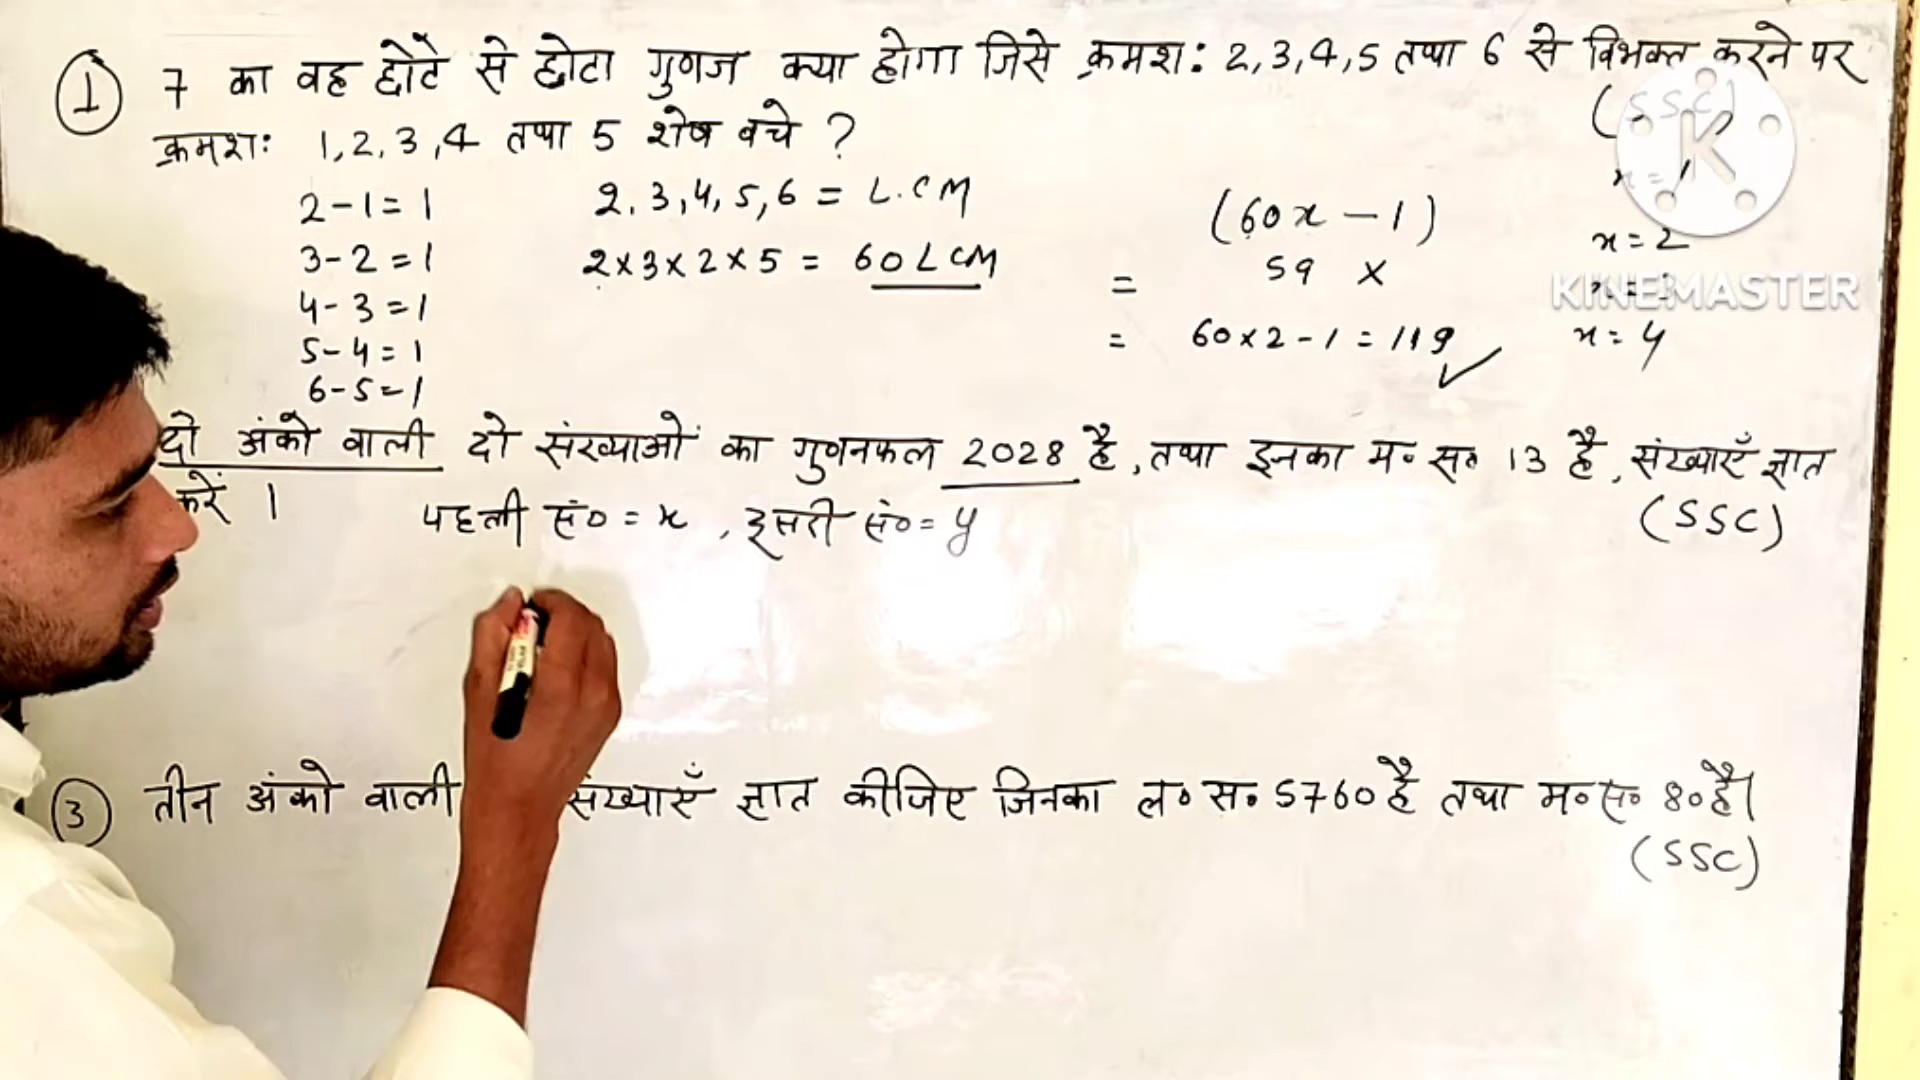 ① 7 का वह छोटे से छोटा गुणज क्या होगा जिसे क्रमश: 2,3,4,5 तथा 6 से विभक्त करने पर
क्रमश: 1,2,3,4 तथा 5 शेष बचे ? (SSC)
2-1=1
3-2=1
4-3=1
5-4=1
6-5=1
2,3,4,5,6 = L.CM
2×3×2×5 = 60 LCM
(60x - 1)
= 59 X
= 60×2-1 = 119 ✓
x=1
x=2
x=4
K
KINEMASTER
दो अंको वाली दो संख्याओं का गुणनफल 2028 है, तथा इनका म॰ स॰ 13 है, संख्याएँ ज्ञात
करें । (SSC)
पहली सं० = x , दूसरी सं० = y
③ तीन अंको वाली संख्याएँ ज्ञात कीजिए जिनका ल॰ स॰ 5760 है तथा म॰ स॰ 80 है।
(SSC)